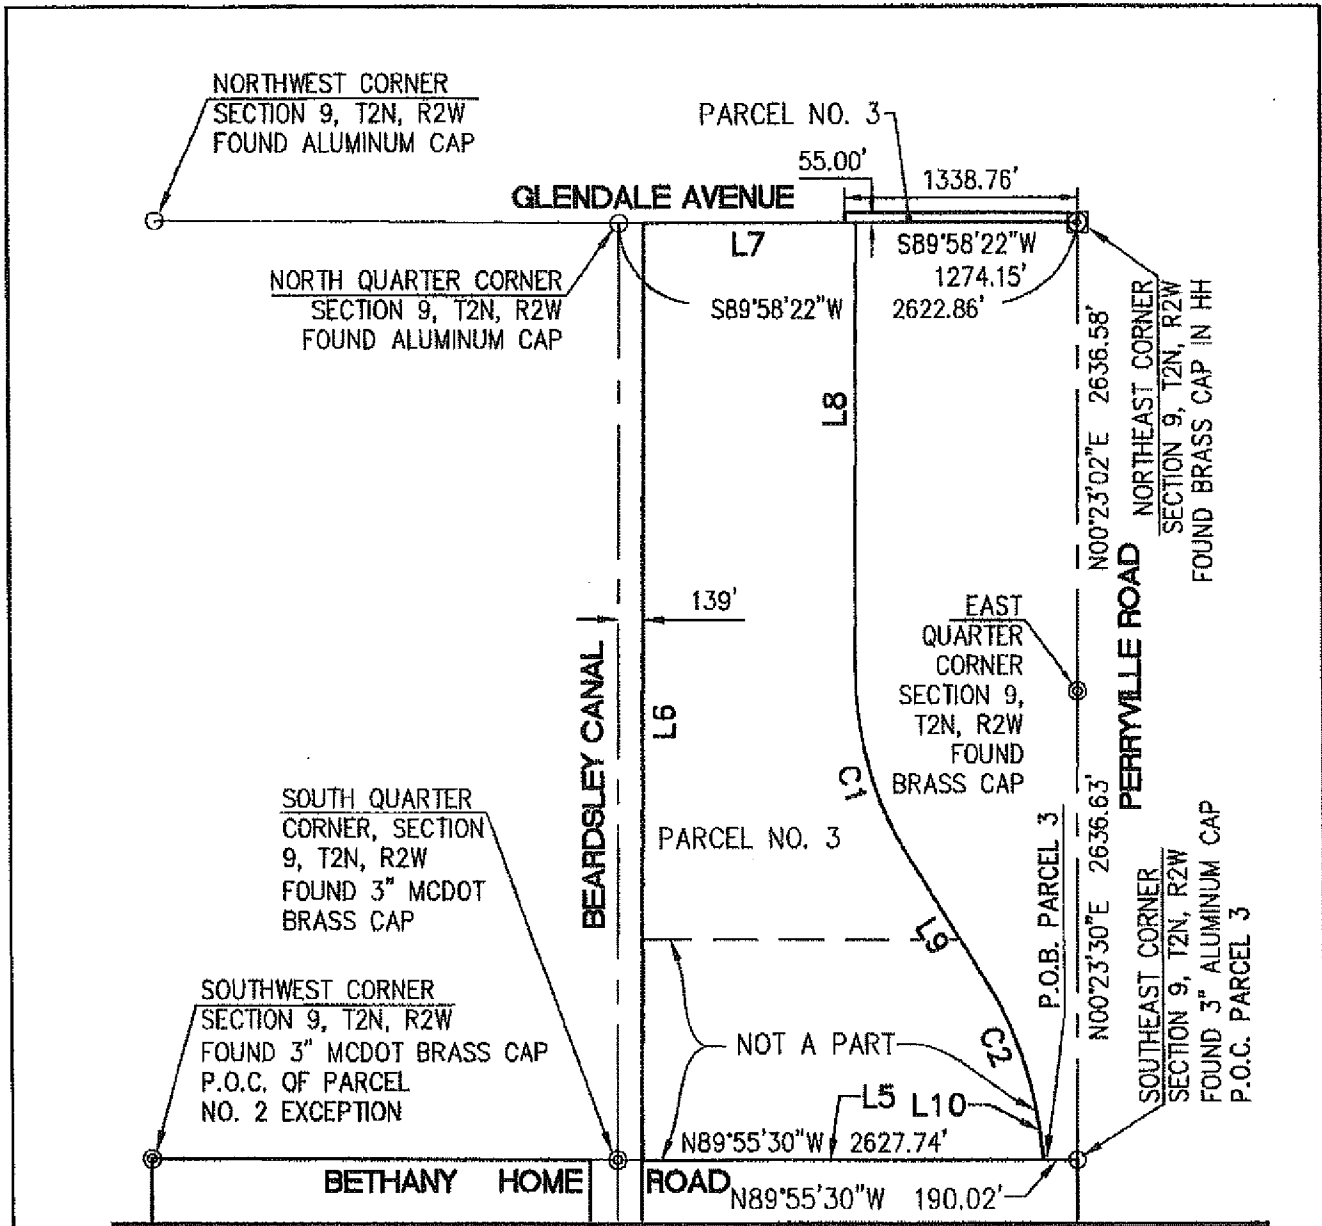 NORTHWEST CORNER
SECTION 9, T2N, R2W
FOUND ALUMINUM CAP
PARCEL NO. 3
55.00'
1338.76'
GLENDALE AVENUE
L7
S89°58'22"W
1274.15'
NORTH QUARTER CORNER
SECTION 9, T2N, R2W
FOUND ALUMINUM CAP
S89°58'22"W
2622.86'
L8
N00°23'02"E 2636.58'
NORTHEAST CORNER
SECTION 9, T2N, R2W
FOUND BRASS CAP IN HH
139'
BEARDSLEY CANAL
L6
EAST
QUARTER
CORNER
SECTION 9,
T2N, R2W
FOUND
BRASS CAP
PERRYVILLE ROAD
C1
SOUTH QUARTER
CORNER, SECTION
9, T2N, R2W
FOUND 3" MCDOT
BRASS CAP
PARCEL NO. 3
L9
P.O.B. PARCEL 3
N00°23'30"E 2636.63'
SOUTHEAST CORNER
SECTION 9, T2N, R2W
FOUND 3" ALUMINUM CAP
P.O.C. PARCEL 3
SOUTHWEST CORNER
SECTION 9, T2N, R2W
FOUND 3" MCDOT BRASS CAP
P.O.C. OF PARCEL
NO. 2 EXCEPTION
NOT A PART
C2
L5
L10
N89°55'30"W 2627.74'
BETHANY HOME ROAD
N89°55'30"W 190.02'